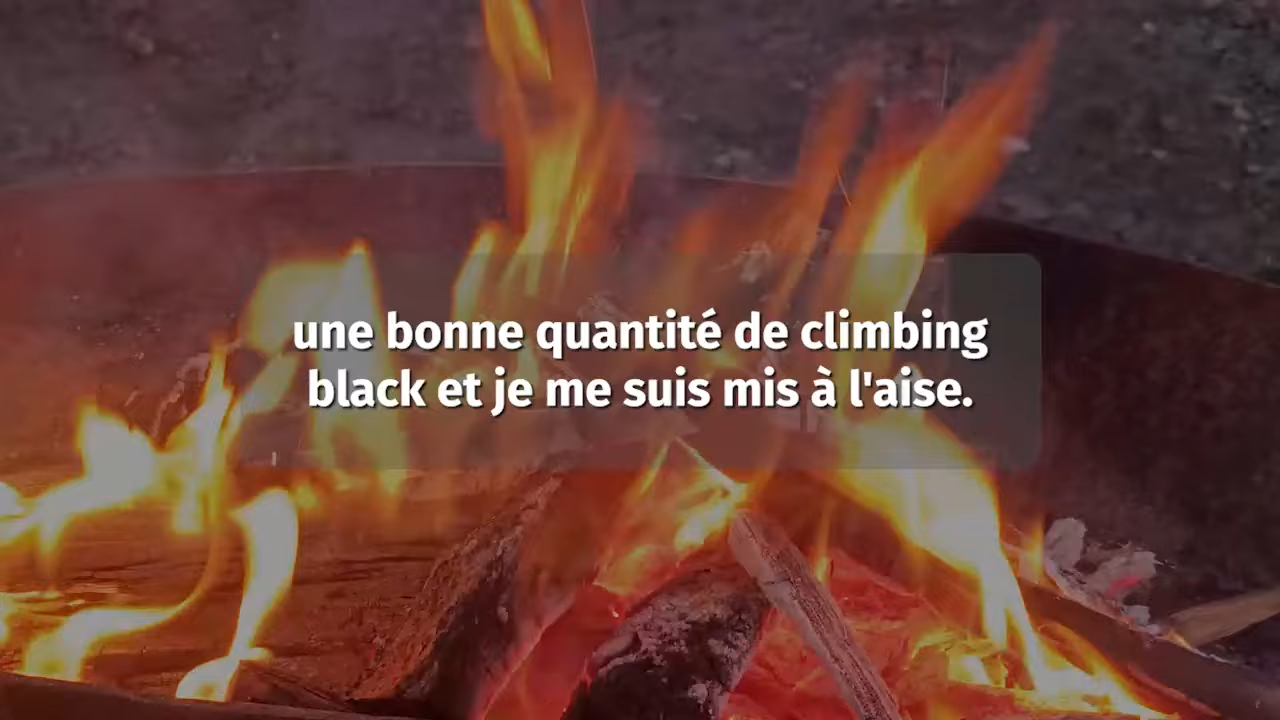 une bonne quantité de climbing
black et je me suis mis à l'aise.